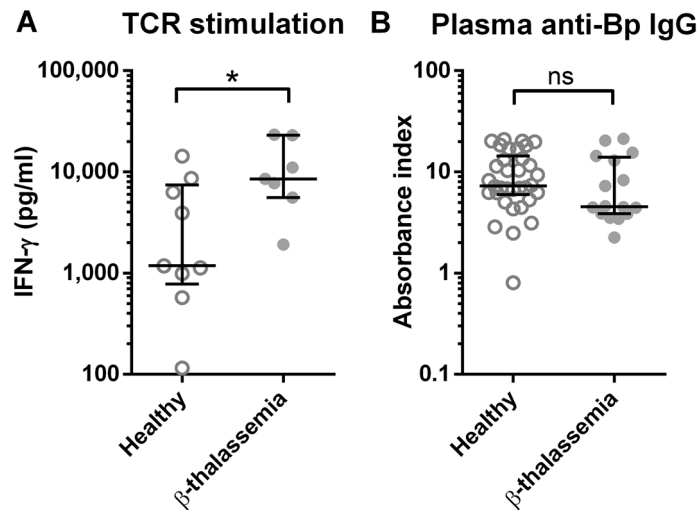 A TCR stimulation
100,000
10,000
1,000
100
IFN-γ (pg/ml)
*
Healthy
β-thalassemia
B Plasma anti-Bp IgG
100
10
1
0.1
Absorbance index
ns
Healthy
β-thalassemia